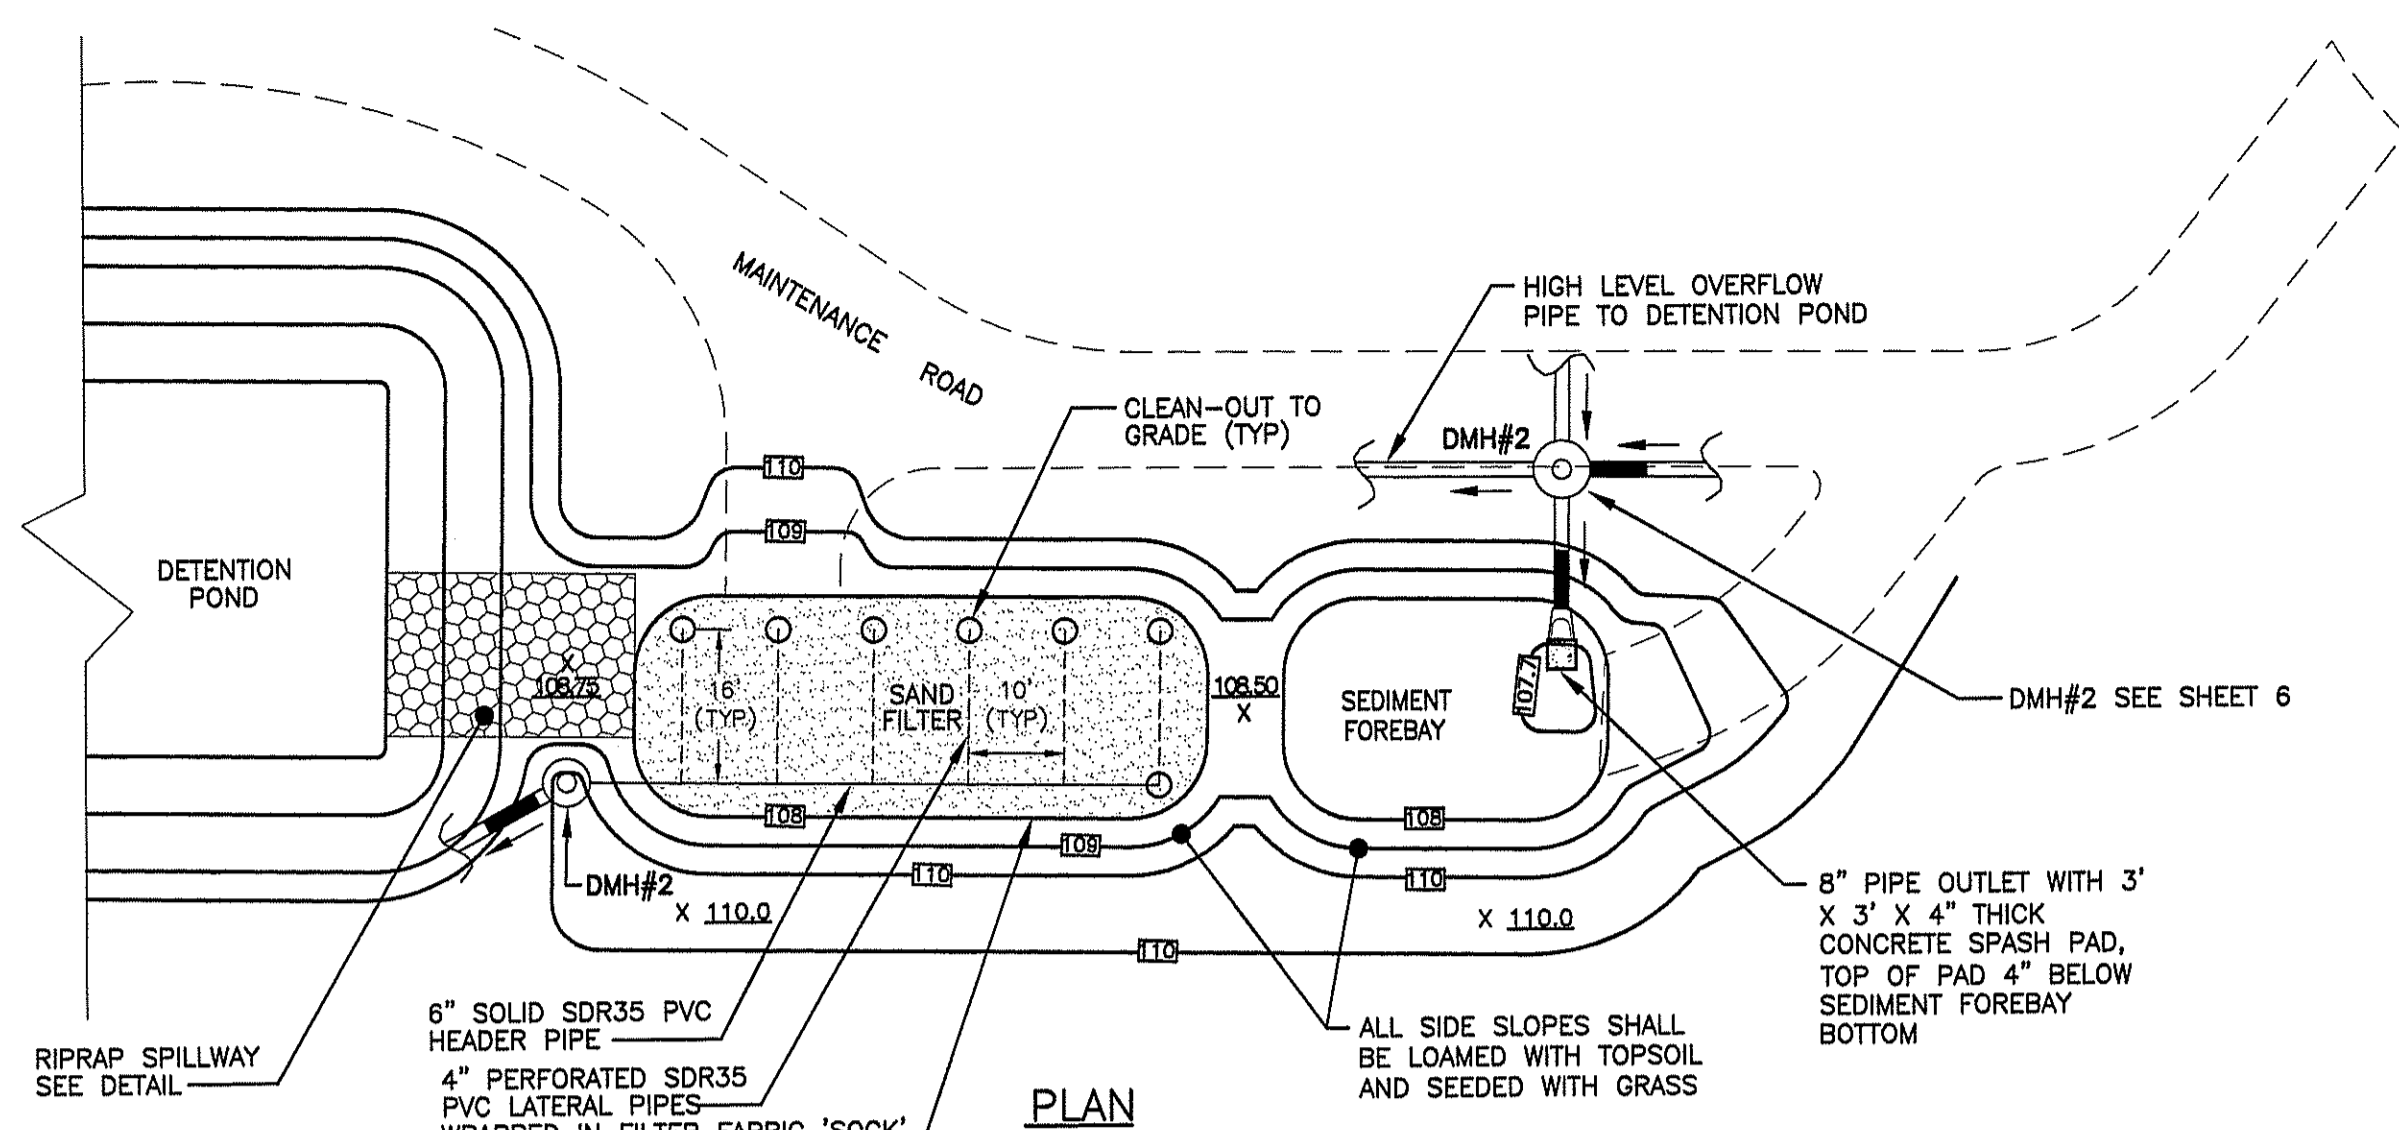 MAINTENANCE ROAD
HIGH LEVEL OVERFLOW
PIPE TO DETENTION POND
CLEAN-OUT TO
GRADE (TYP)
DMH#2
110
109
DETENTION
POND
108.75
16'
(TYP)
SAND
FILTER
10'
(TYP)
108.50
X
SEDIMENT
FOREBAY
107.7
DMH#2 SEE SHEET 6
108
109
110
108
110
DMH#2
X 110.0
X 110.0
110
8" PIPE OUTLET WITH 3'
X 3' X 4" THICK
CONCRETE SPASH PAD,
TOP OF PAD 4" BELOW
SEDIMENT FOREBAY
BOTTOM
6" SOLID SDR35 PVC
HEADER PIPE
RIPRAP SPILLWAY
SEE DETAIL
4" PERFORATED SDR35
PVC LATERAL PIPES
WRAPPED IN FILTER FABRIC 'SOCK'
ALL SIDE SLOPES SHALL
BE LOAMED WITH TOPSOIL
AND SEEDED WITH GRASS
PLAN